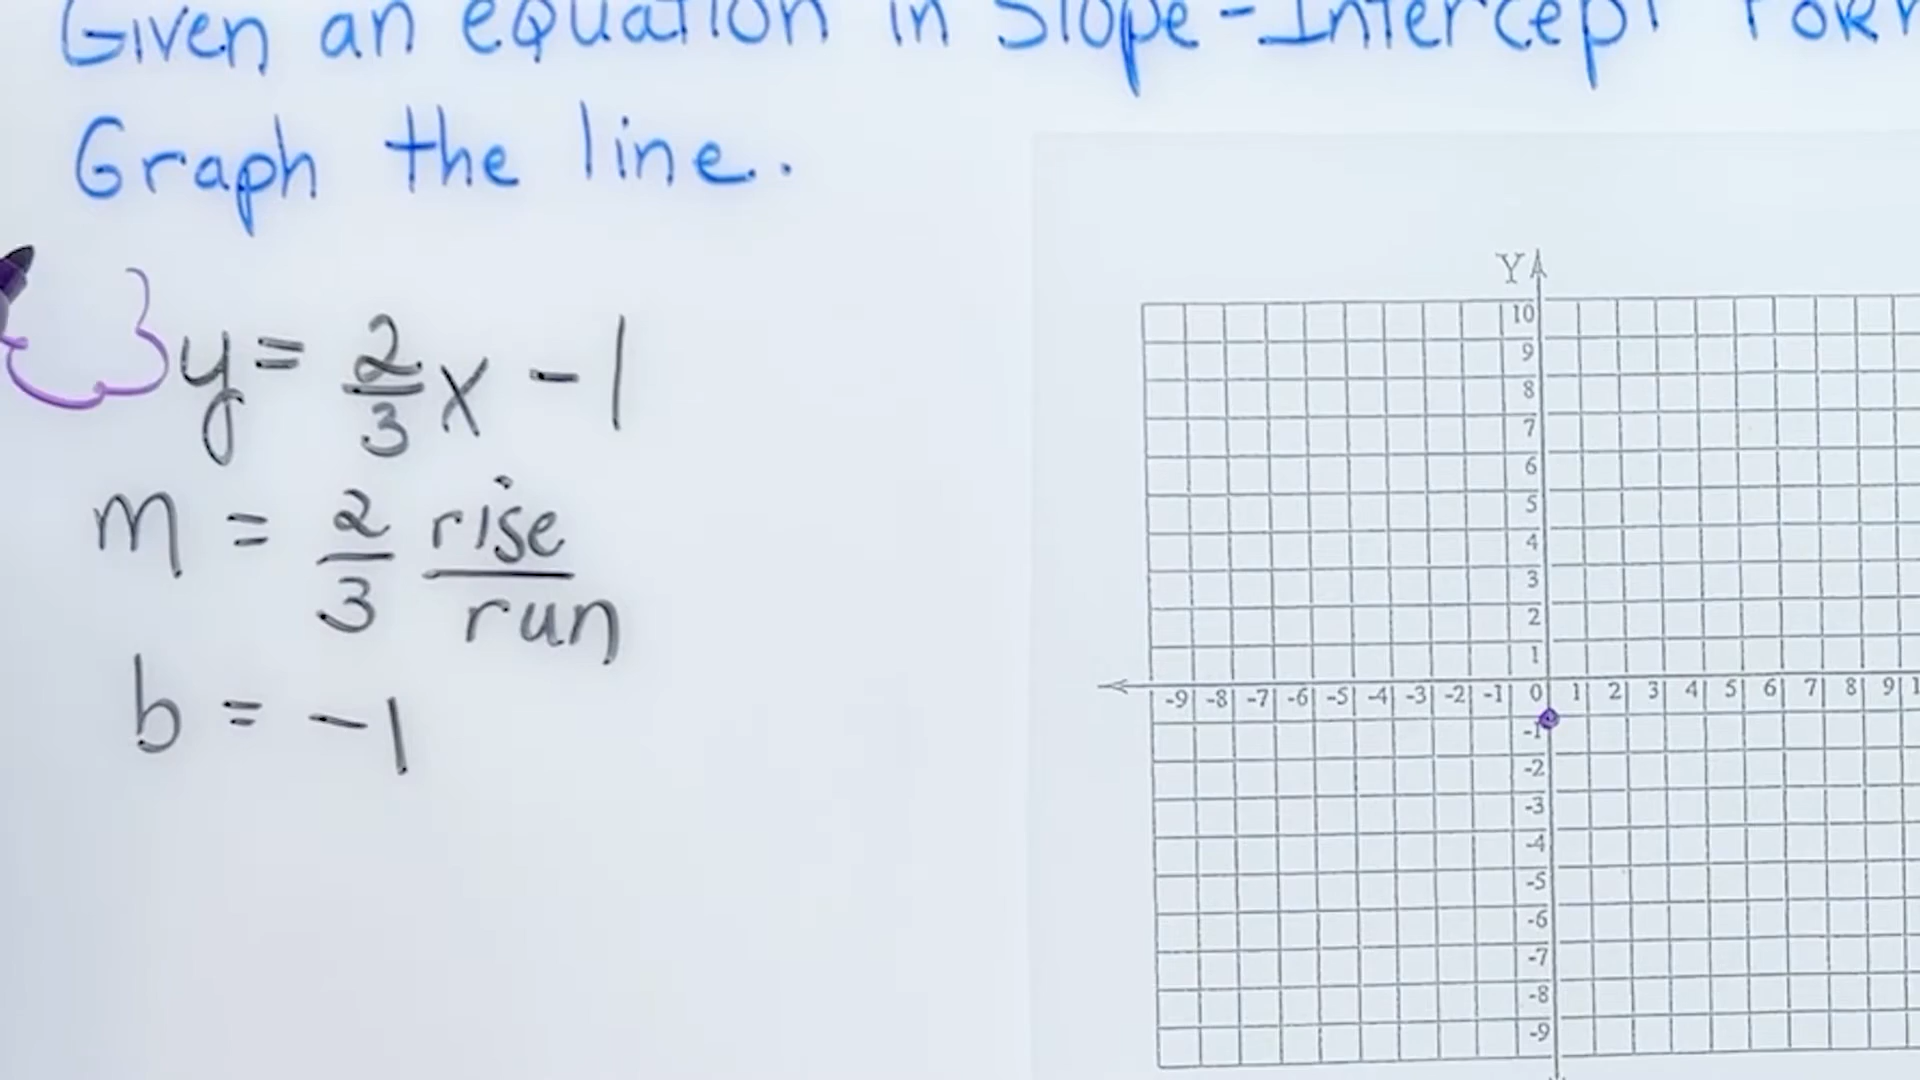 Given an equation in Slope-Intercept Form
Graph the line.
y = 2/3 x - 1
m = 2/3 rise/run
b = -1
Y
10
9
8
7
6
5
4
3
2
1
-9 -8 -7 -6 -5 -4 -3 -2 -1 0 1 2 3 4 5 6 7 8 9 1
-1
-2
-3
-4
-5
-6
-7
-8
-9